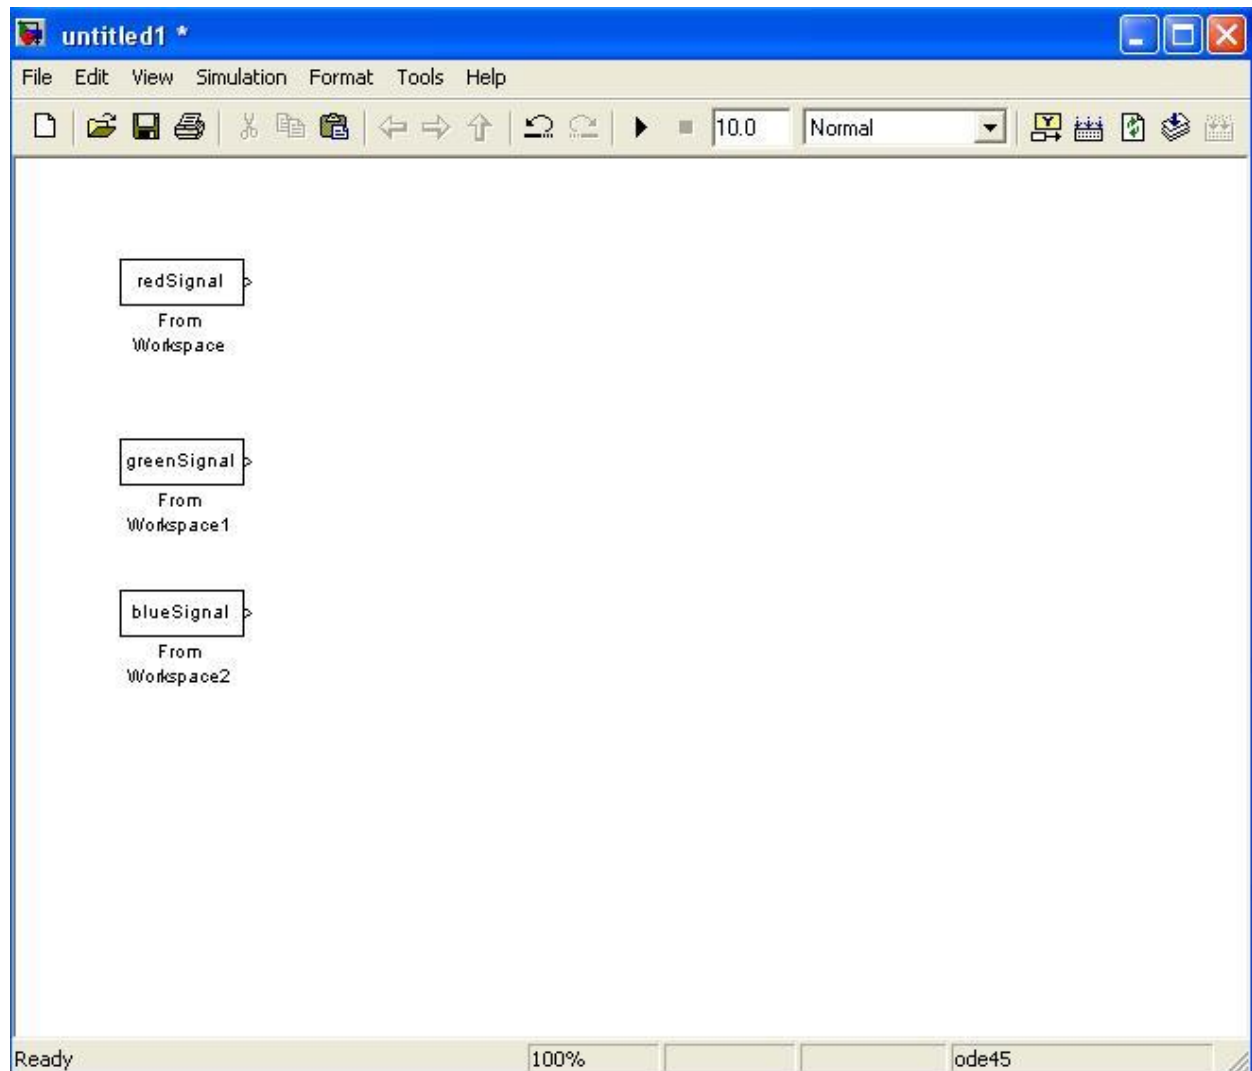 untitled1 *
File Edit View Simulation Format Tools Help
10.0 Normal
redSignal
From
Workspace
greenSignal
From
Workspace1
blueSignal
From
Workspace2
Ready 100% ode45